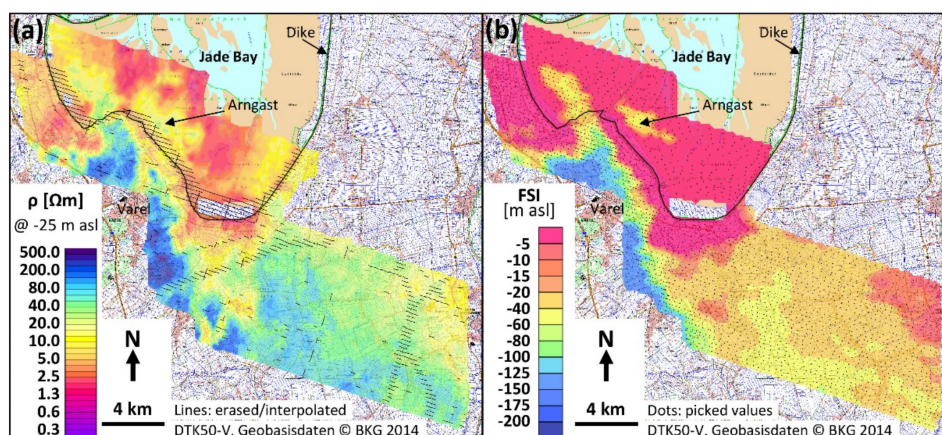 (a)
Dike
Jade Bay
Arngast
ρ [Ωm]
@ -25 m asl
Varel
500.0
200.0
80.0
40.0
20.0
10.0
5.0
2.5
1.3
0.6
0.3
N
4 km
Lines: erased/interpolated
DTK50-V, Geobasisdaten © BKG 2014
(b)
Dike
Jade Bay
Arngast
Varel
FSI
[m asl]
-5
-10
-15
-20
-40
-60
-80
-100
-125
-150
-175
-200
N
4 km
Dots: picked values
DTK50-V, Geobasisdaten © BKG 2014